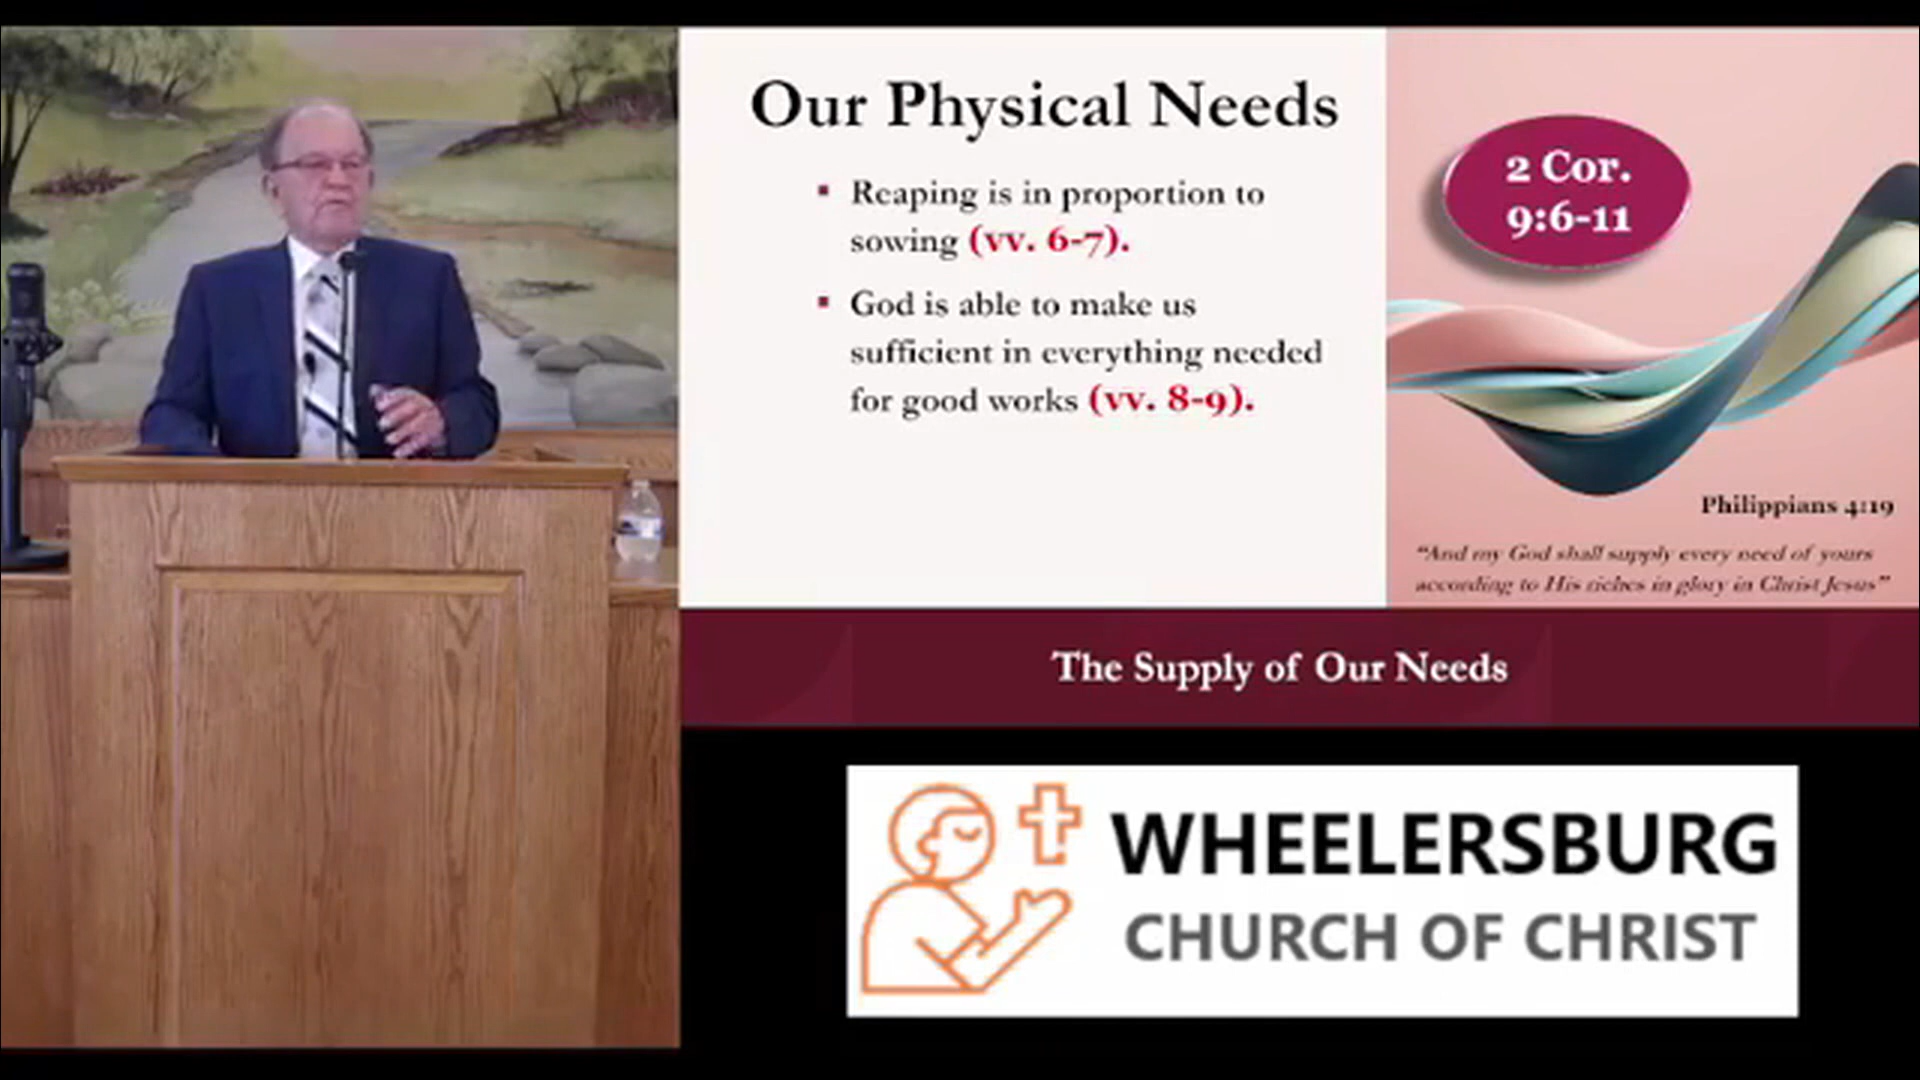 Our Physical Needs
▪ Reaping is in proportion to
sowing (vv. 6-7).
▪ God is able to make us
sufficient in everything needed
for good works (vv. 8-9).
2 Cor.
9:6-11
Philippians 4:19
“And my God shall supply every need of yours
according to His riches in glory in Christ Jesus”
The Supply of Our Needs
WHEELERSBURG
CHURCH OF CHRIST